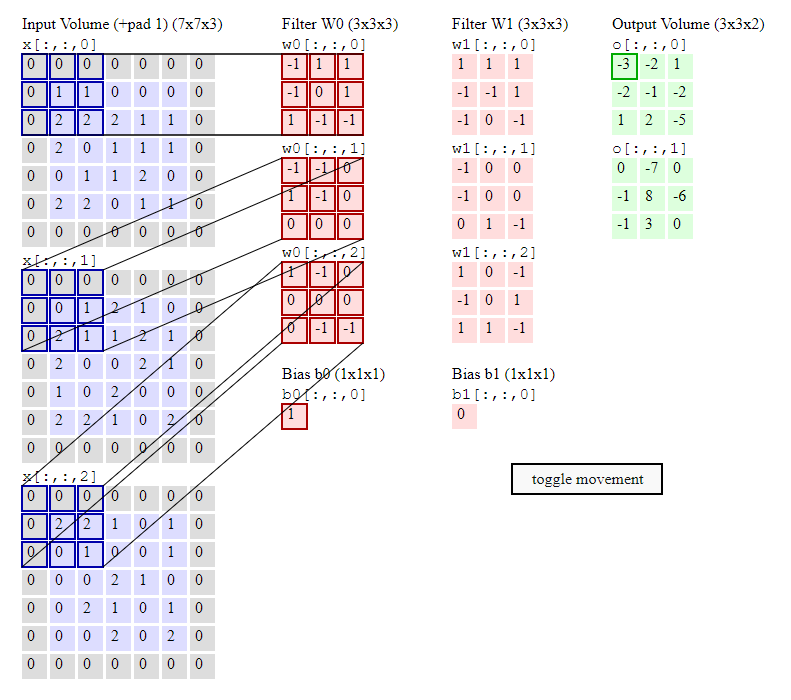 Input Volume (+pad 1) (7x7x3) Filter W0 (3x3x3) Filter W1 (3x3x3) Output Volume (3x3x2)
x[:,:,0] w0[:,:,0] w1[:,:,0] o[:,:,0]
0 0 0 0 0 0 0 -1 1 1 1 1 1 -3 -2 1
0 1 1 0 0 0 0 -1 0 1 -1 -1 1 -2 -1 -2
0 2 2 2 1 1 0 1 -1 -1 -1 0 -1 1 2 -5
0 2 0 1 1 1 0 w0[:,:,1] w1[:,:,1] o[:,:,1]
0 0 1 1 2 0 0 -1 -1 0 -1 0 0 0 -7 0
0 2 2 0 1 1 0 1 -1 0 -1 0 0 -1 8 -6
0 0 0 0 0 0 0 0 0 0 0 1 -1 -1 3 0
x[:,:,1] w0[:,:,2] w1[:,:,2]
0 0 0 0 0 0 0 1 -1 0 1 0 -1
0 0 1 2 1 0 0 0 0 0 -1 0 1
0 2 1 1 2 1 0 0 -1 -1 1 1 -1
0 2 0 0 2 1 0 Bias b0 (1x1x1) Bias b1 (1x1x1)
0 1 0 2 0 0 0 b0[:,:,0] b1[:,:,0]
0 2 2 1 0 2 0 1 0
0 0 0 0 0 0 0
x[:,:,2] toggle movement
0 0 0 0 0 0 0
0 2 2 1 0 1 0
0 0 1 0 0 1 0
0 0 0 2 1 0 0
0 0 2 1 0 1 0
0 0 0 2 0 2 0
0 0 0 0 0 0 0